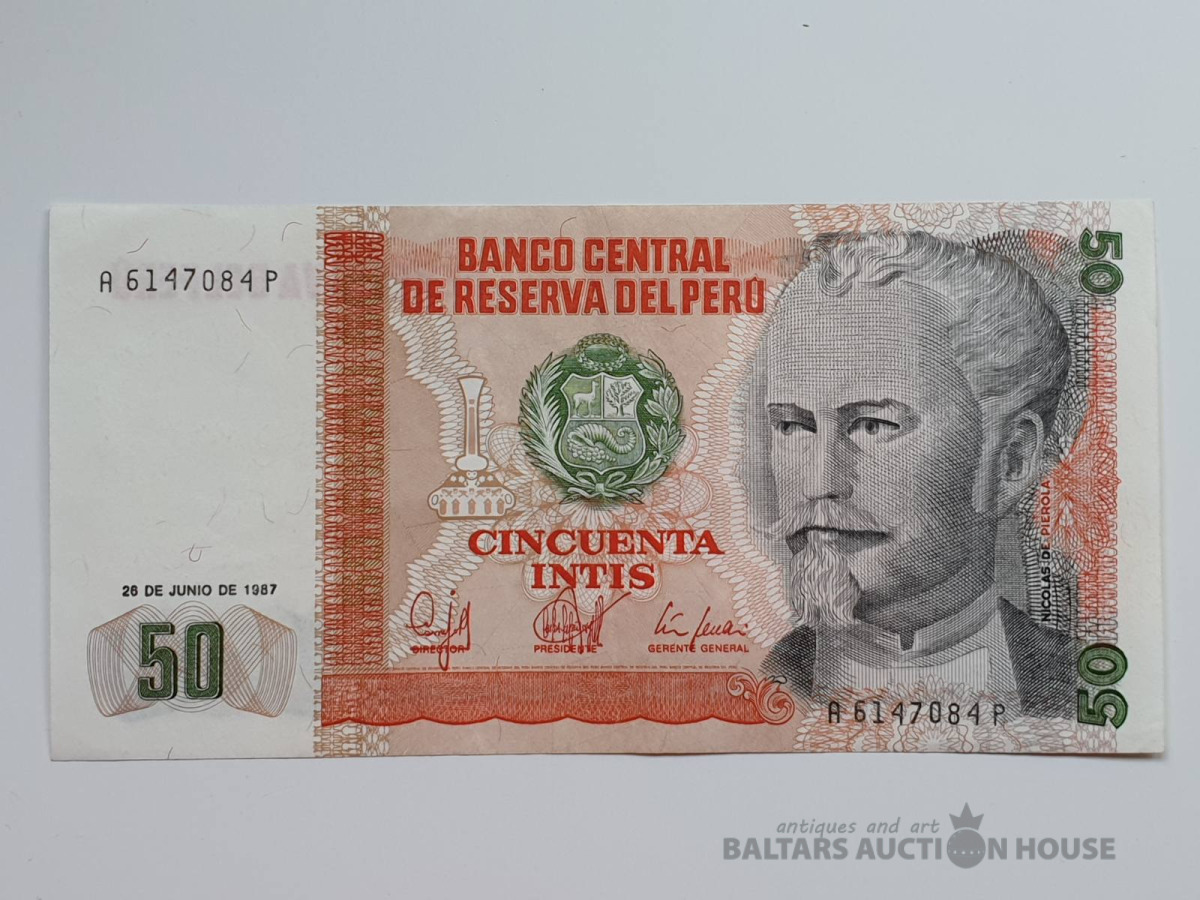 BANCO CENTRAL
DE RESERVA DEL PERÚ
A 6147084 P
50
CINCUENTA
INTIS
NICOLAS DE PIEROLA
26 DE JUNIO DE 1987
50
DIRECTOR
PRESIDENTE
GERENTE GENERAL
50
A 6147084 P
antiques and art
BALTARS AUCTION HOUSE